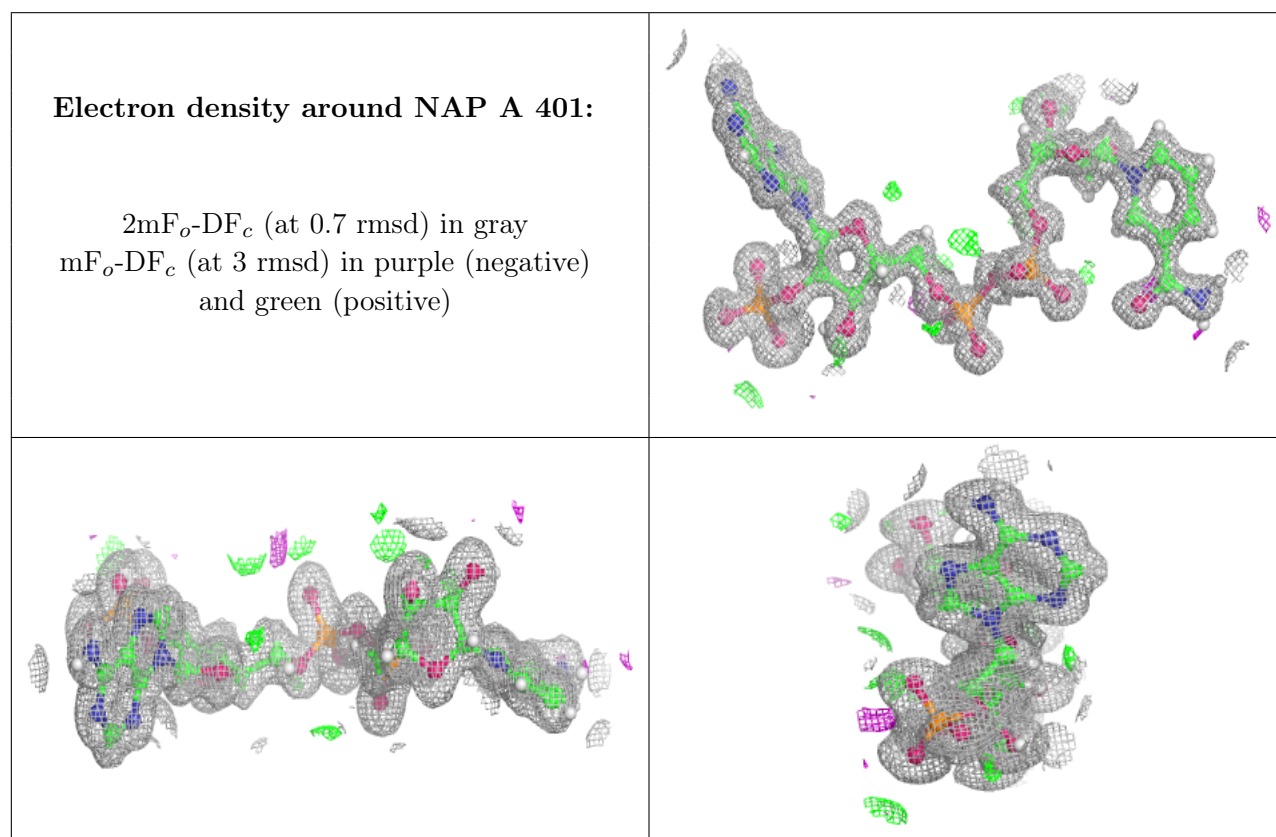 Electron density around NAP A 401:
2mFo-DFc (at 0.7 rmsd) in gray
mFo-DFc (at 3 rmsd) in purple (negative)
and green (positive)